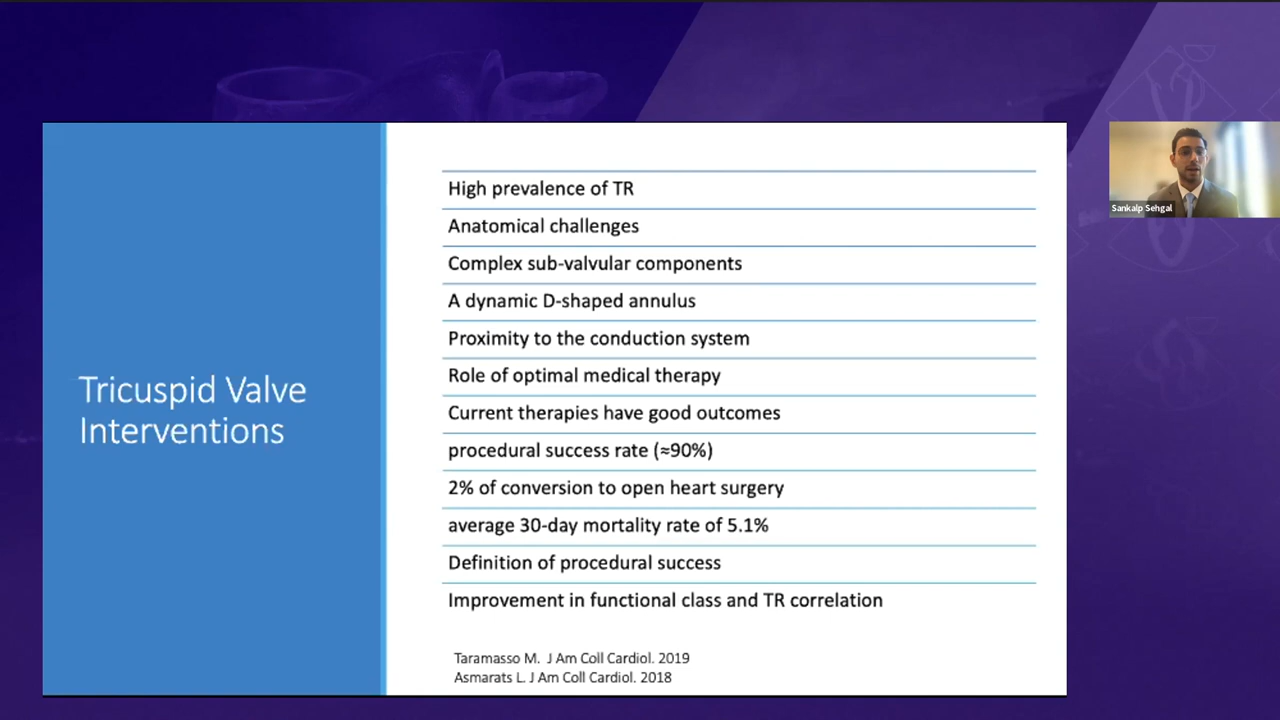 Tricuspid Valve
Interventions
High prevalence of TR
Anatomical challenges
Complex sub-valvular components
A dynamic D-shaped annulus
Proximity to the conduction system
Role of optimal medical therapy
Current therapies have good outcomes
procedural success rate (≈90%)
2% of conversion to open heart surgery
average 30-day mortality rate of 5.1%
Definition of procedural success
Improvement in functional class and TR correlation
Taramasso M. J Am Coll Cardiol. 2019
Asmarats L. J Am Coll Cardiol. 2018
Sankalp Sehgal